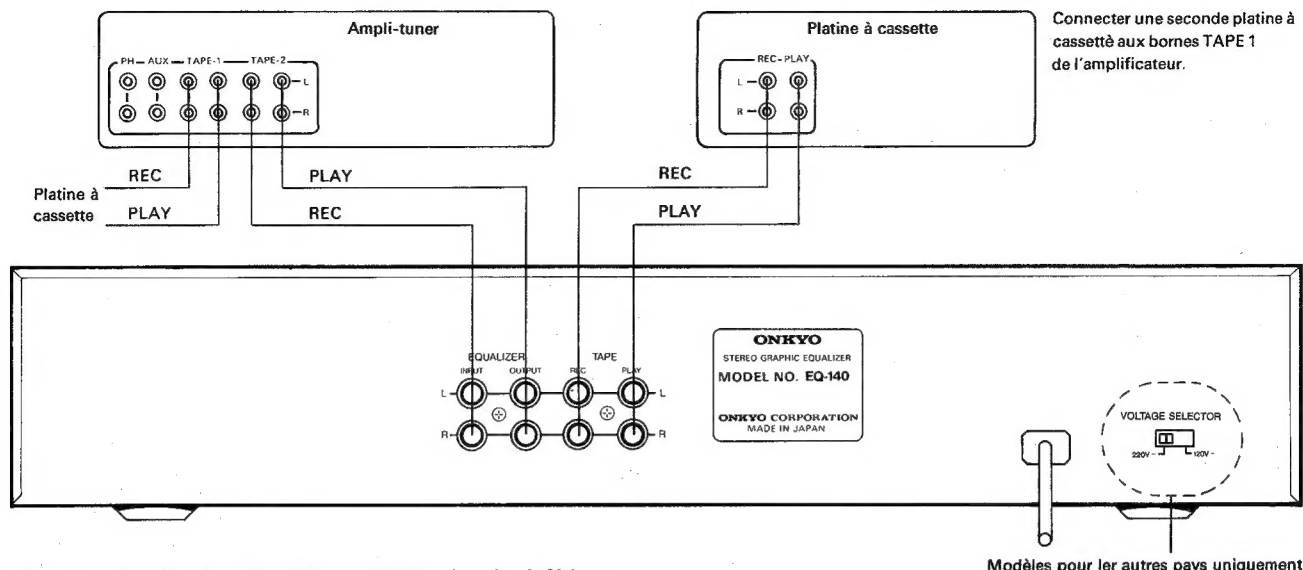 Ampli-tuner
PH AUX TAPE-1 TAPE-2
L
R
Platine à cassette
REC-PLAY
L
R
Connecter une seconde platine à
cassettè aux bornes TAPE 1
de l'amplificateur.
REC
PLAY
REC
Platine à
cassette
PLAY
REC
PLAY
EQUALIZER TAPE
INPUT OUTPUT REC PLAY
L L
R R
ONKYO
STEREO GRAPHIC EQUALIZER
MODEL NO. EQ-140
ONKYO CORPORATION
MADE IN JAPAN
VOLTAGE SELECTOR
220V~ 120V~
Modèles pour ler autres pays uniquement